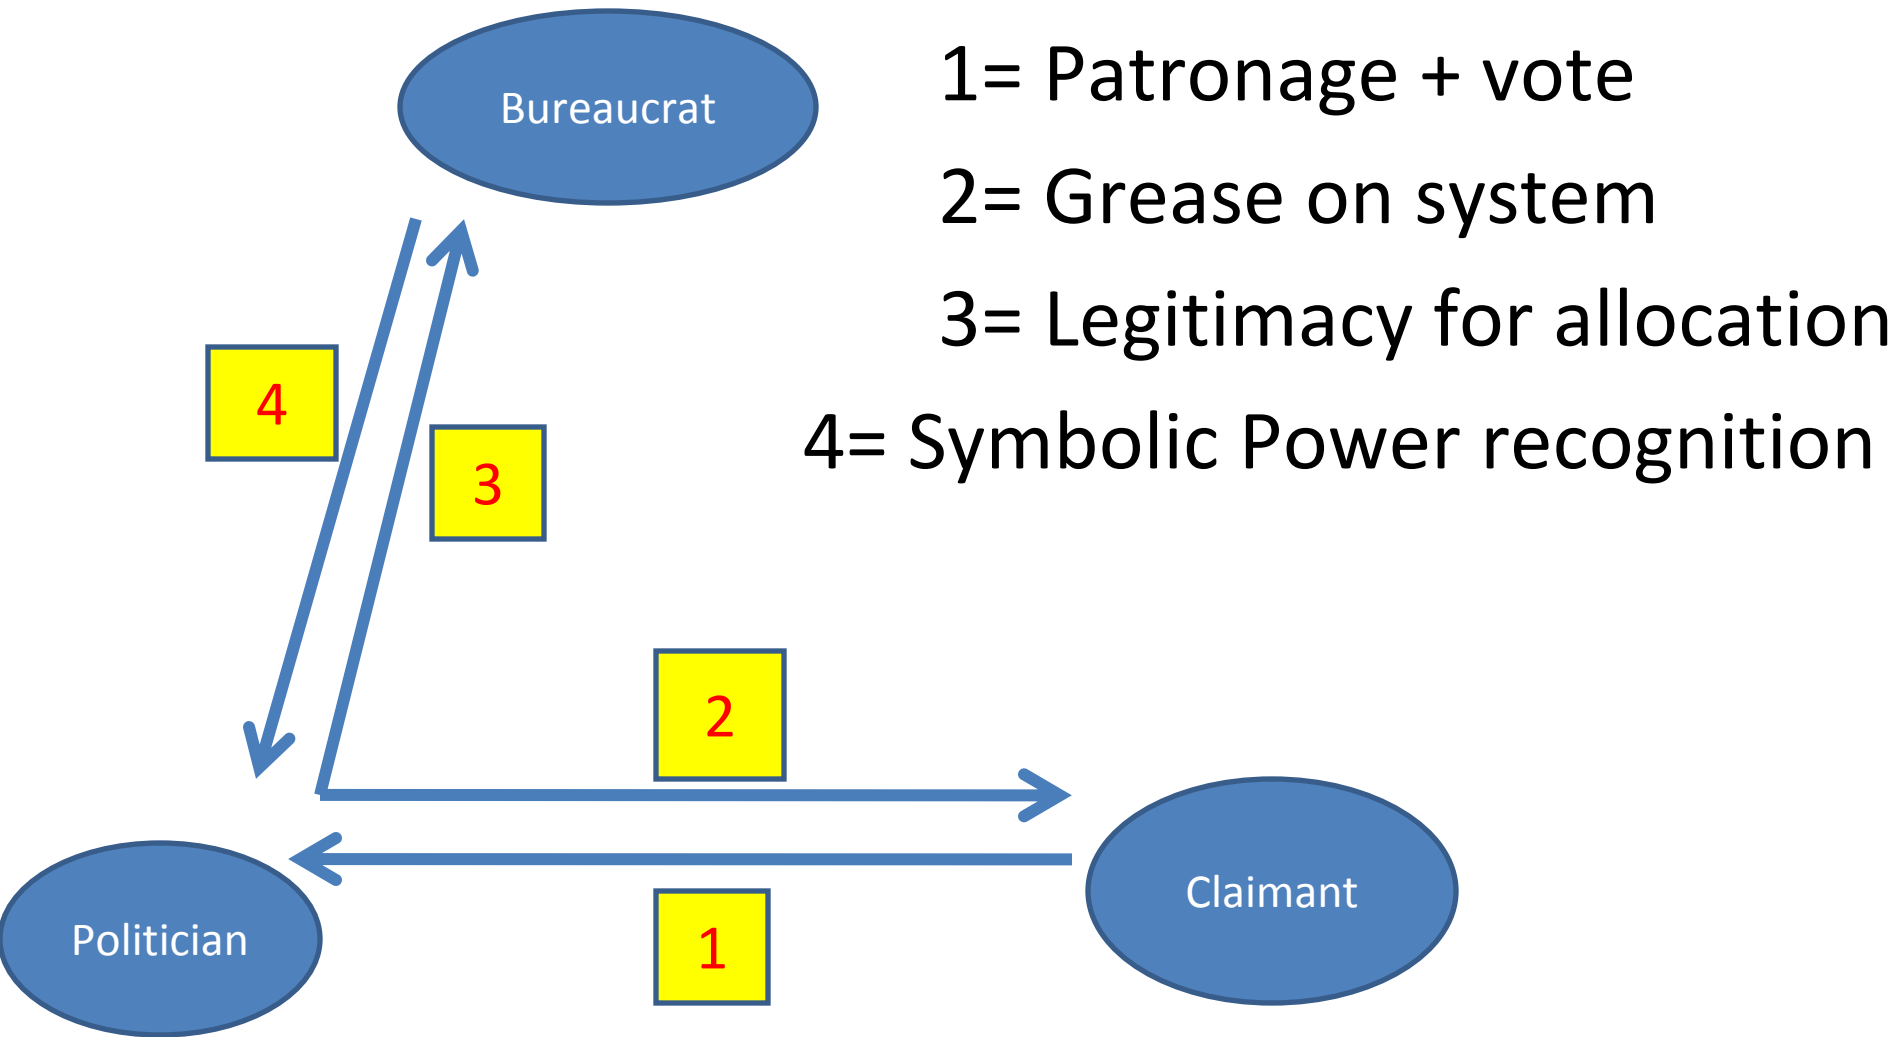 Bureaucrat
1= Patronage + vote
2= Grease on system
3= Legitimacy for allocation
4= Symbolic Power recognition
4
3
2
1
Claimant
Politician